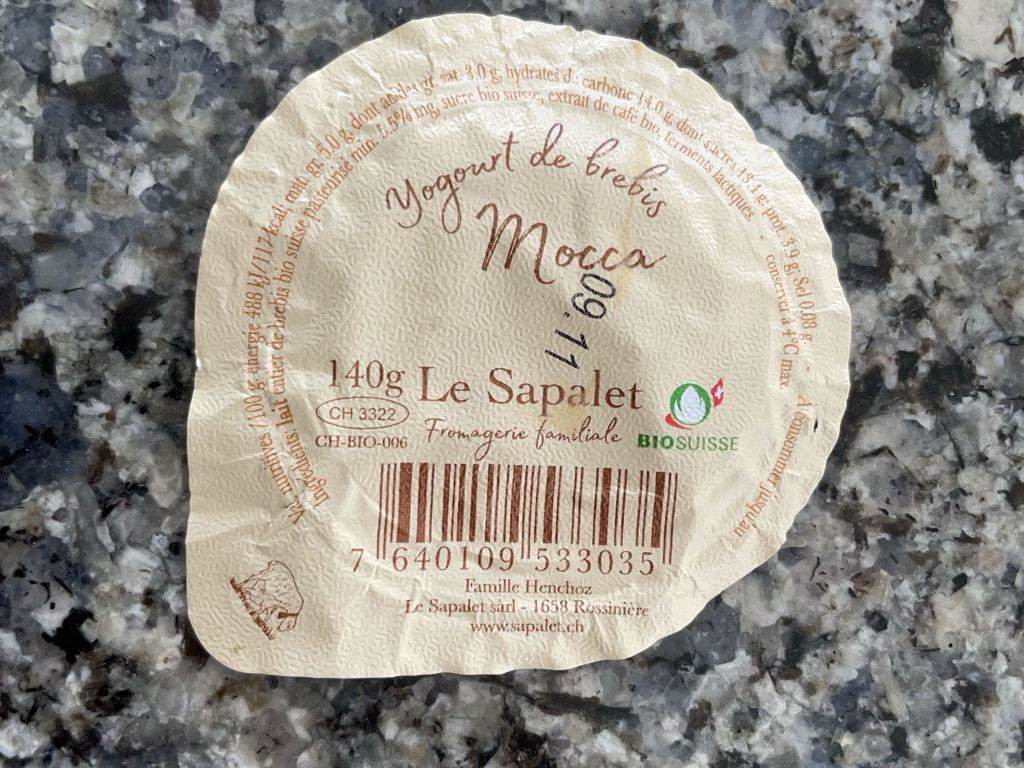 Val. nutritives / 100 g: energie 488 kJ/117 kcal, mat. gr. 5.0 g, dont acides gr. sat. 3.0 g, hydrates de carbone 14.0 g, dont sucres 13.4 g, prot. 3.9 g, Sel 0.08 g - À consommer jusqu'au
Ingrédients: lait entier de brebis bio suisse pasteurisé min. 5.5% mg, sucre bio suisse, extrait de café bio, ferments lactiques. - conserver à 4°C max
Yogourt de brebis
Mocca
09.11
140g Le Sapalet
CH 3322
CH-BIO-006
Fromagerie familiale
BIOSUISSE
7 640109 533035
Famille Henchoz
Le Sapalet sàrl - 1658 Rossinière
www.sapalet.ch